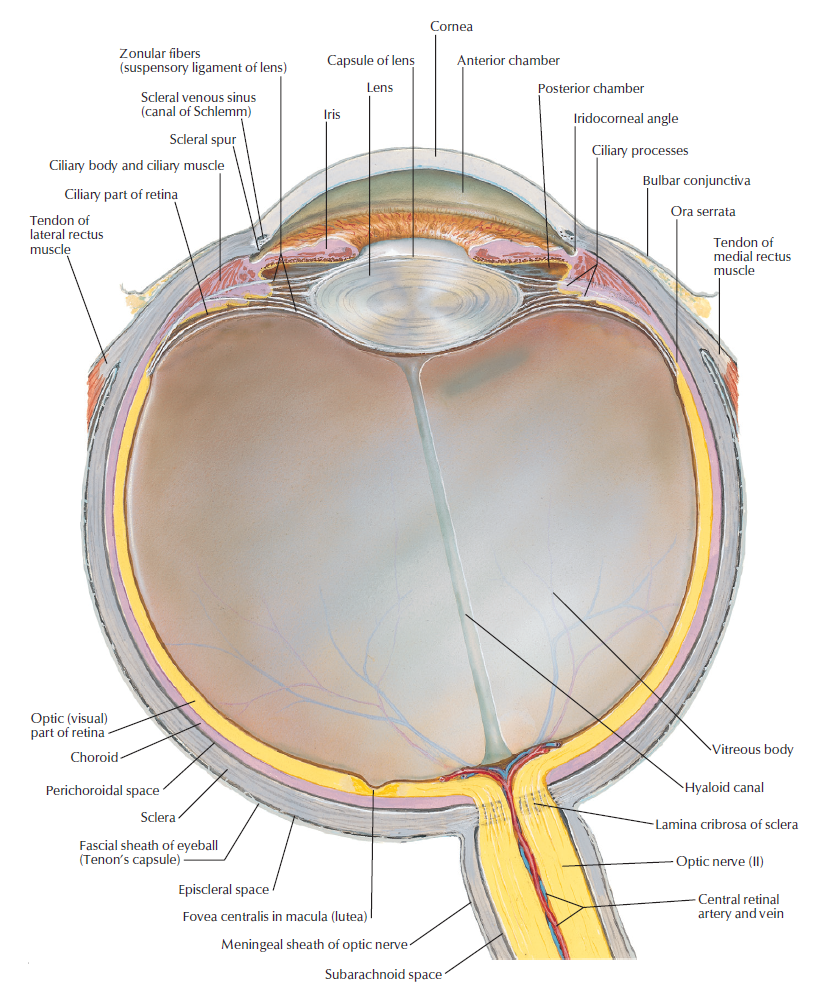 Cornea
Zonular fibers
(suspensory ligament of lens)
Capsule of lens
Anterior chamber
Lens
Posterior chamber
Scleral venous sinus
(canal of Schlemm)
Iris
Iridocorneal angle
Scleral spur
Ciliary processes
Ciliary body and ciliary muscle
Bulbar conjunctiva
Ciliary part of retina
Ora serrata
Tendon of
lateral rectus
muscle
Tendon of
medial rectus
muscle
Optic (visual)
part of retina
Choroid
Vitreous body
Perichoroidal space
Hyaloid canal
Sclera
Lamina cribrosa of sclera
Fascial sheath of eyeball
(Tenon's capsule)
Optic nerve (II)
Episcleral space
Central retinal
artery and vein
Fovea centralis in macula (lutea)
Meningeal sheath of optic nerve
Subarachnoid space